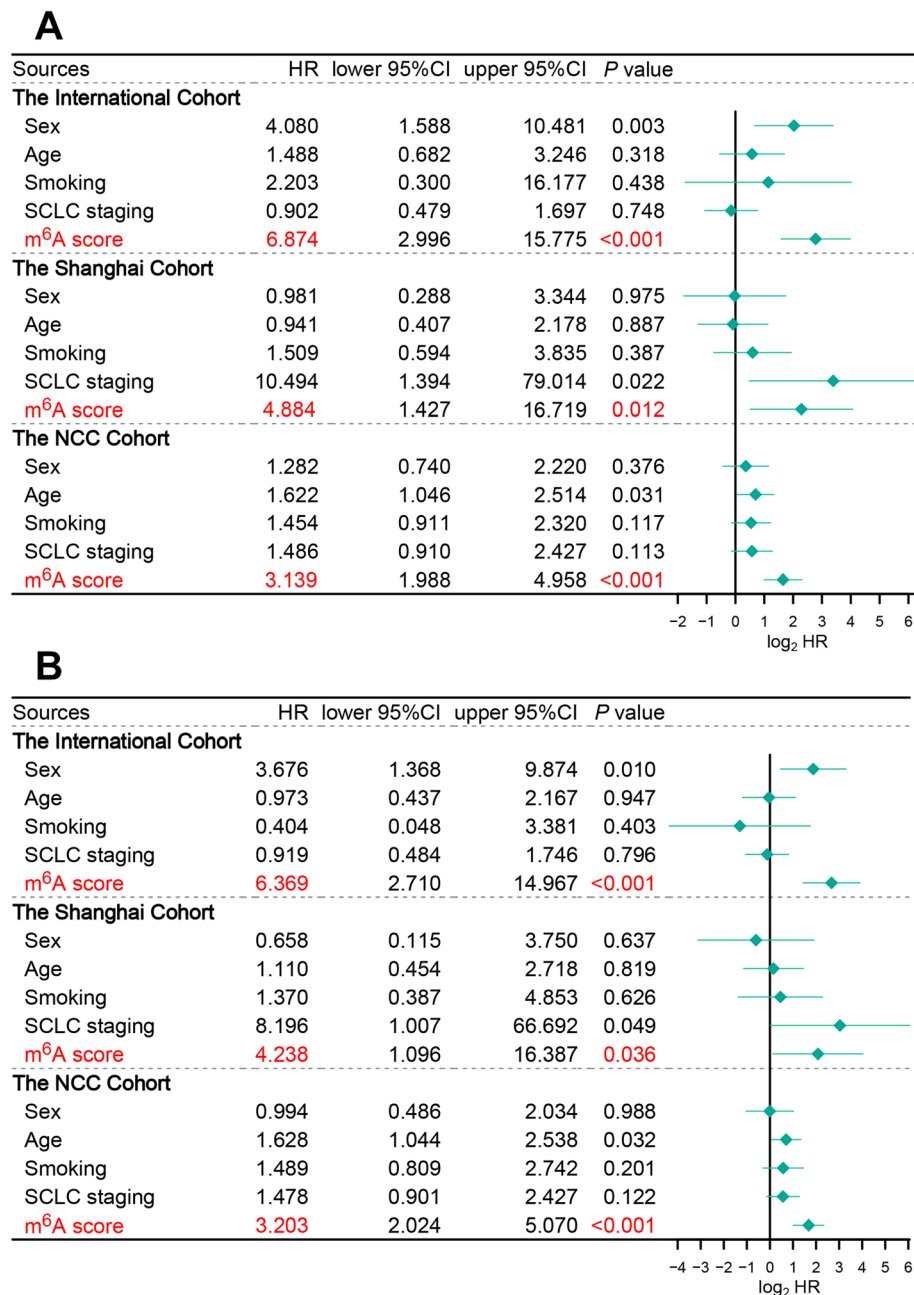 A
Sources HR lower 95%CI upper 95%CI P value
The International Cohort
Sex 4.080 1.588 10.481 0.003
Age 1.488 0.682 3.246 0.318
Smoking 2.203 0.300 16.177 0.438
SCLC staging 0.902 0.479 1.697 0.748
m⁶A score 6.874 2.996 15.775 <0.001
The Shanghai Cohort
Sex 0.981 0.288 3.344 0.975
Age 0.941 0.407 2.178 0.887
Smoking 1.509 0.594 3.835 0.387
SCLC staging 10.494 1.394 79.014 0.022
m⁶A score 4.884 1.427 16.719 0.012
The NCC Cohort
Sex 1.282 0.740 2.220 0.376
Age 1.622 1.046 2.514 0.031
Smoking 1.454 0.911 2.320 0.117
SCLC staging 1.486 0.910 2.427 0.113
m⁶A score 3.139 1.988 4.958 <0.001
−2 −1 0 1 2 3 4 5 6
log₂ HR
B
Sources HR lower 95%CI upper 95%CI P value
The International Cohort
Sex 3.676 1.368 9.874 0.010
Age 0.973 0.437 2.167 0.947
Smoking 0.404 0.048 3.381 0.403
SCLC staging 0.919 0.484 1.746 0.796
m⁶A score 6.369 2.710 14.967 <0.001
The Shanghai Cohort
Sex 0.658 0.115 3.750 0.637
Age 1.110 0.454 2.718 0.819
Smoking 1.370 0.387 4.853 0.626
SCLC staging 8.196 1.007 66.692 0.049
m⁶A score 4.238 1.096 16.387 0.036
The NCC Cohort
Sex 0.994 0.486 2.034 0.988
Age 1.628 1.044 2.538 0.032
Smoking 1.489 0.809 2.742 0.201
SCLC staging 1.478 0.901 2.427 0.122
m⁶A score 3.203 2.024 5.070 <0.001
−4 −3 −2 −1 0 1 2 3 4 5 6
log₂ HR